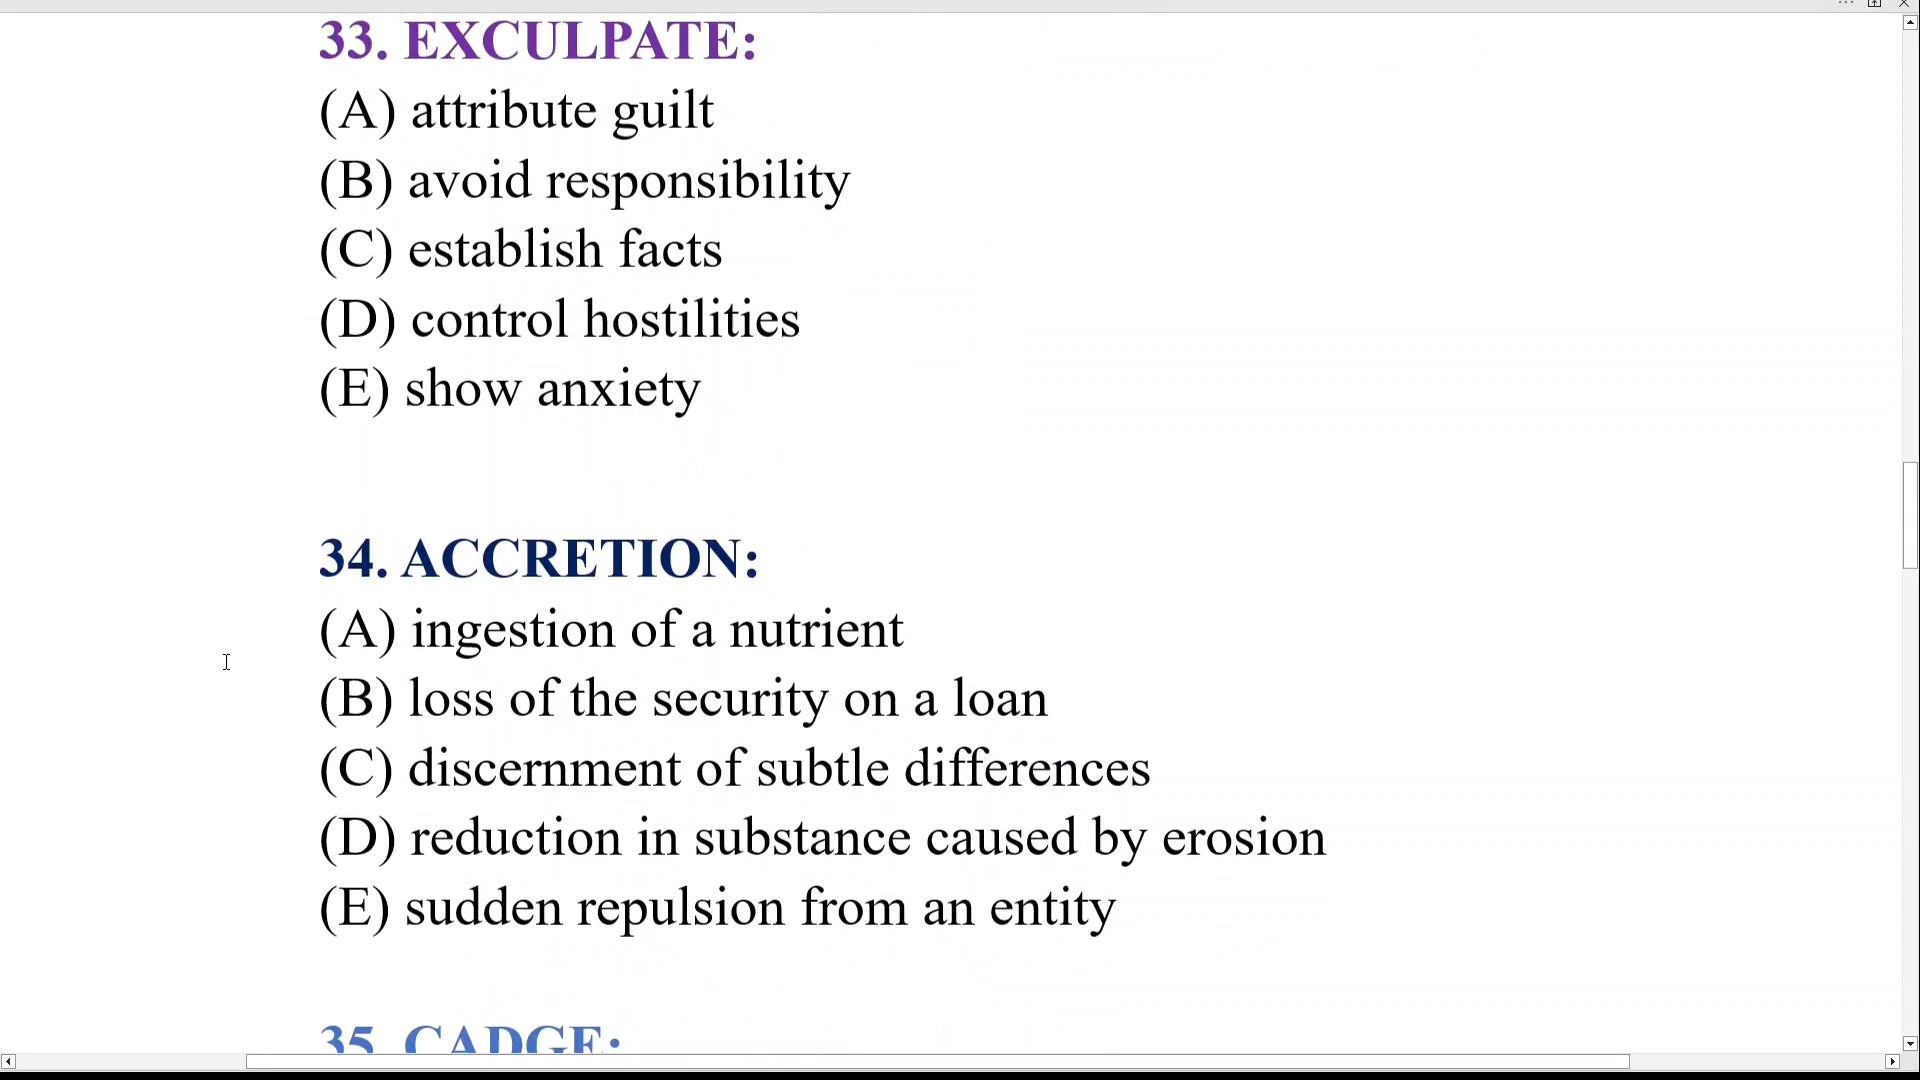 33. EXCULPATE:
(A) attribute guilt
(B) avoid responsibility
(C) establish facts
(D) control hostilities
(E) show anxiety
34. ACCRETION:
(A) ingestion of a nutrient
(B) loss of the security on a loan
(C) discernment of subtle differences
(D) reduction in substance caused by erosion
(E) sudden repulsion from an entity
35. CADGE: